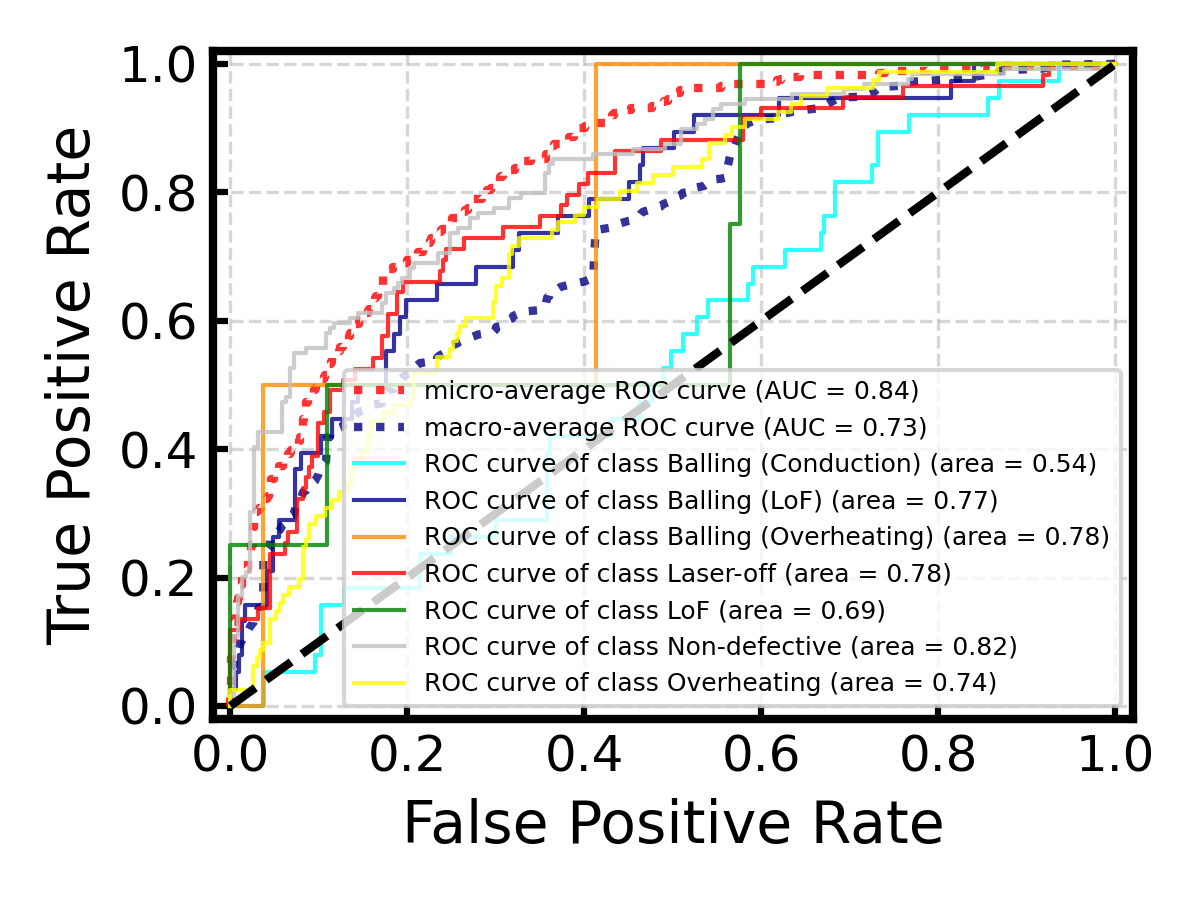 True Positive Rate
1.0
0.8
0.6
0.4
0.2
0.0
micro-average ROC curve (AUC = 0.84)
macro-average ROC curve (AUC = 0.73)
ROC curve of class Balling (Conduction) (area = 0.54)
ROC curve of class Balling (LoF) (area = 0.77)
ROC curve of class Balling (Overheating) (area = 0.78)
ROC curve of class Laser-off (area = 0.78)
ROC curve of class LoF (area = 0.69)
ROC curve of class Non-defective (area = 0.82)
ROC curve of class Overheating (area = 0.74)
0.0 0.2 0.4 0.6 0.8 1.0
False Positive Rate